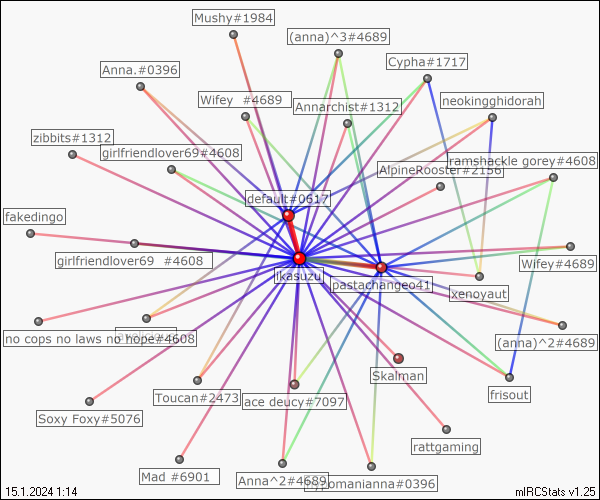 Mushy#1984
(anna)^3#4689
Cypha#1717
Anna.#0396
neokingghidorah
Wifey #4689
Annarchist#1312
zibbits#1312
girlfriendlover69#4608
ramshackle gorey#4608
AlpineRooster#2156
default#0617
fakedingo
girlfriendlover69 #4608
Wifey#4689
ikasuzu
pastachangeo41
xenoyaut
no cops no laws no hope#4608
(anna)^2#4689
Skalman
frisout
Toucan#2473
ace deucy#7097
Soxy Foxy#5076
rattgaming
Mad #6901
Anna^2#4689
#0396
15.1.2024 1:14
mIRCStats v1.25